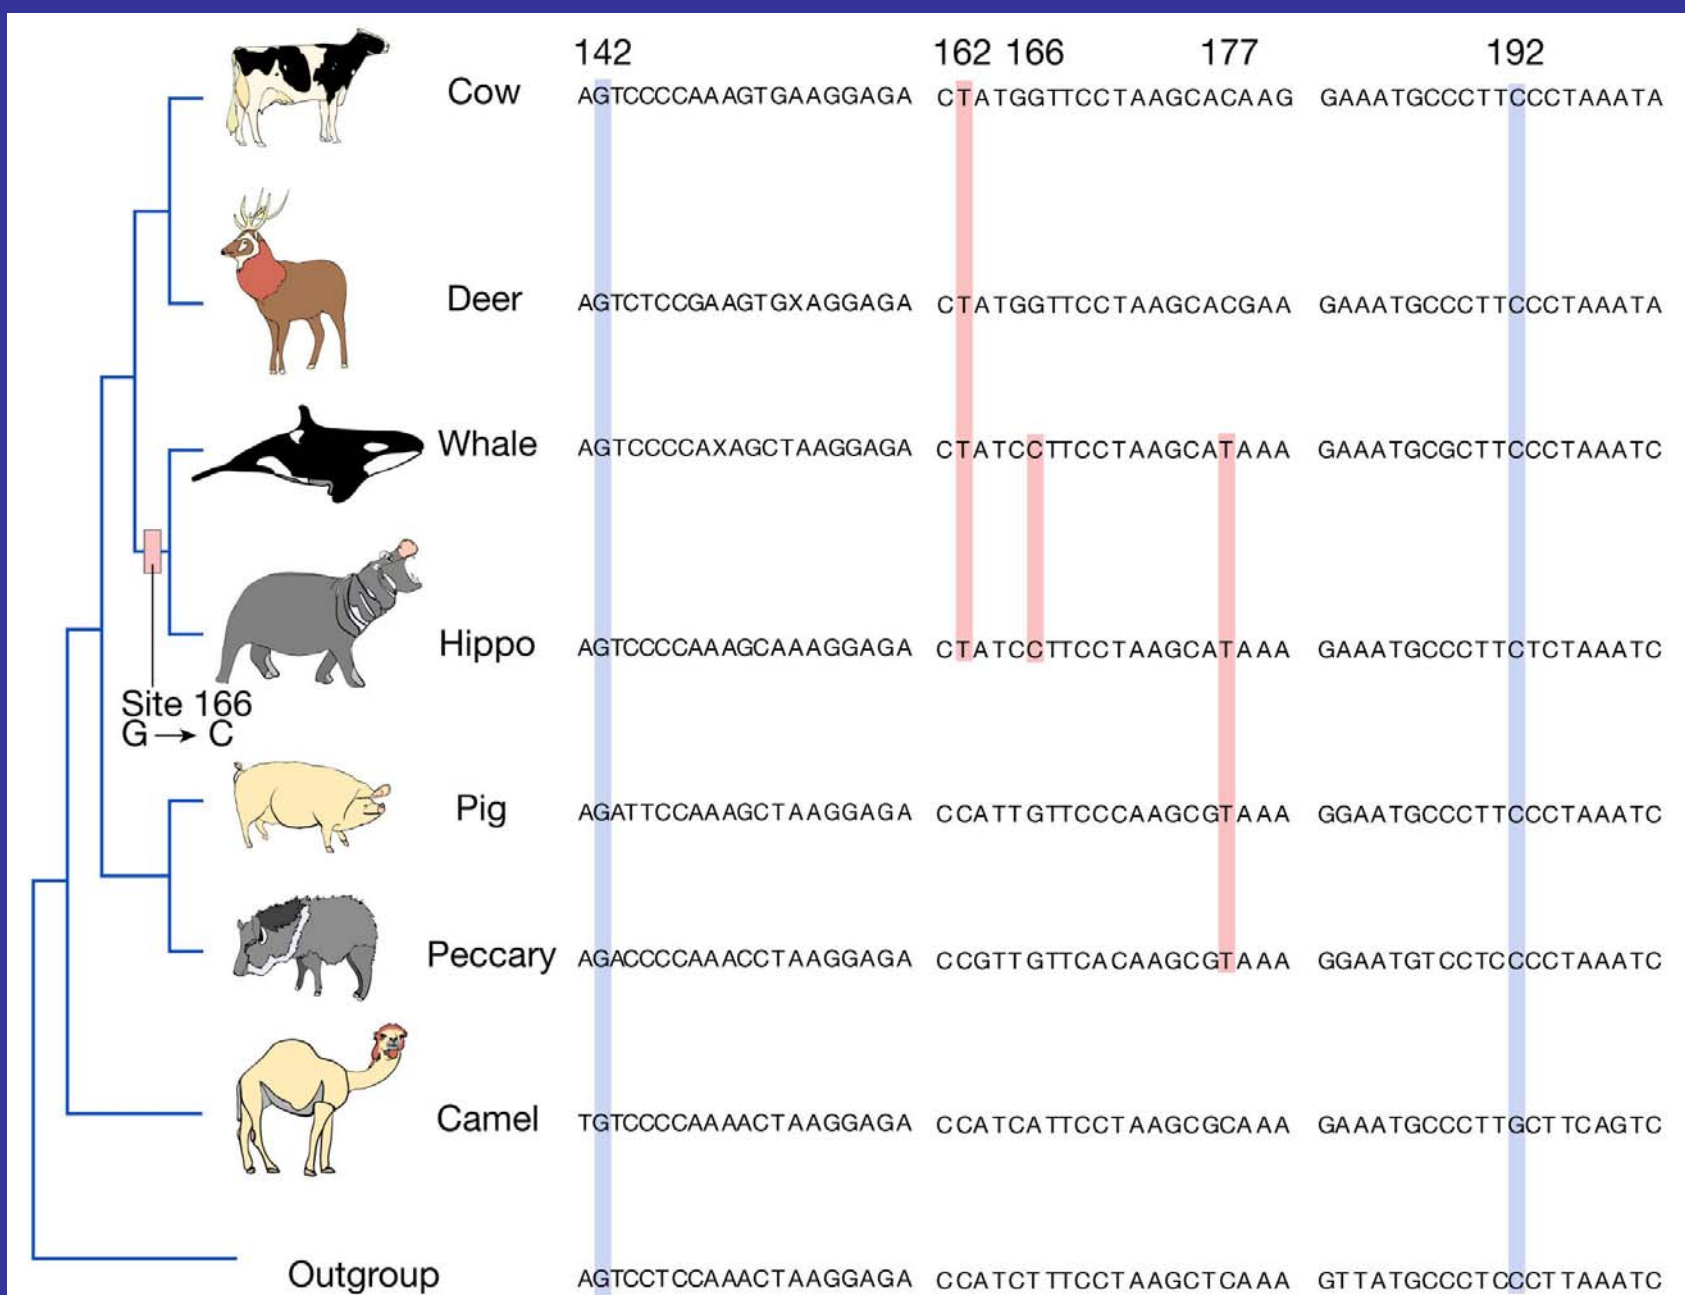 142 162 166 177 192
Cow AGTCCCCAAAGTGAAGGAGA CTATGGTTCCTAAGCACAAG GAAATGCCCTTCCCTAAATA
Deer AGTCTCCGAAGTGXAGGAGA CTATGGTTCCTAAGCACGAA GAAATGCCCTTCCCTAAATA
Whale AGTCCCCAXAGCTAAGGAGA CTATCCTTCCTAAGCATAAA GAAATGCGCTTCCCTAAATC
Hippo AGTCCCCAAAGCAAAGGAGA CTATCCTTCCTAAGCATAAA GAAATGCCCTTCTCTAAATC
Site 166
G → C
Pig AGATTCCAAAGCTAAGGAGA CCATTGTTCCCAAGCGTAAA GGAATGCCCTTCCCTAAATC
Peccary AGACCCCAAACCTAAGGAGA CCGTTGTTCACAAGCGTAAA GGAATGTCCTCCCCTAAATC
Camel TGTCCCCAAAACTAAGGAGA CCATCATTCCTAAGCGCAAA GAAATGCCCTTGCTTCAGTC
Outgroup AGTCCTCCAAACTAAGGAGA CCATCTTTCCTAAGCTCAAA GTTATGCCCTCCCTTAAATC